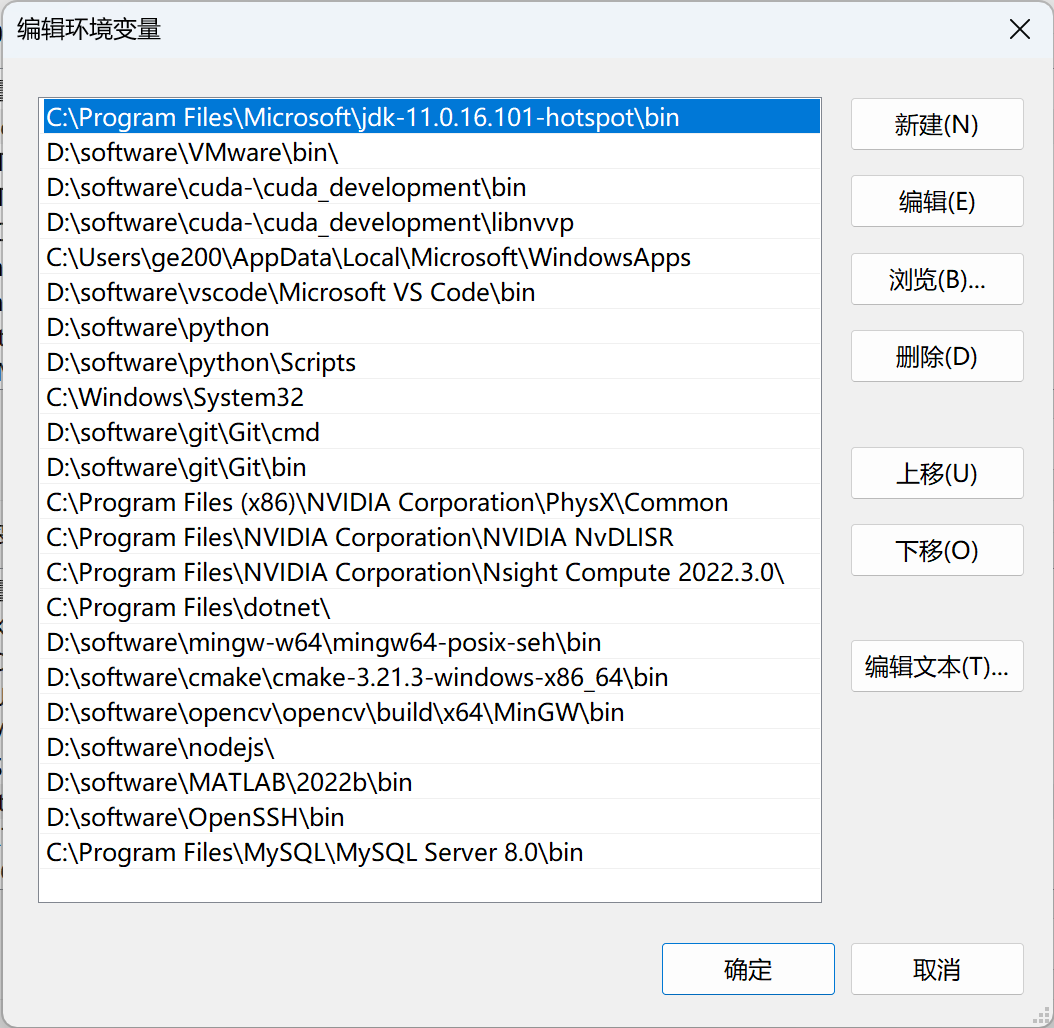 编辑环境变量
C:\Program Files\Microsoft\jdk-11.0.16.101-hotspot\bin
D:\software\VMware\bin\
D:\software\cuda-\cuda_development\bin
D:\software\cuda-\cuda_development\libnvvp
C:\Users\ge200\AppData\Local\Microsoft\WindowsApps
D:\software\vscode\Microsoft VS Code\bin
D:\software\python
D:\software\python\Scripts
C:\Windows\System32
D:\software\git\Git\cmd
D:\software\git\Git\bin
C:\Program Files (x86)\NVIDIA Corporation\PhysX\Common
C:\Program Files\NVIDIA Corporation\NVIDIA NvDLISR
C:\Program Files\NVIDIA Corporation\Nsight Compute 2022.3.0\
C:\Program Files\dotnet\
D:\software\mingw-w64\mingw64-posix-seh\bin
D:\software\cmake\cmake-3.21.3-windows-x86_64\bin
D:\software\opencv\opencv\build\x64\MinGW\bin
D:\software\nodejs\
D:\software\MATLAB\2022b\bin
D:\software\OpenSSH\bin
C:\Program Files\MySQL\MySQL Server 8.0\bin
新建(N)
编辑(E)
浏览(B)...
删除(D)
上移(U)
下移(O)
编辑文本(T)...
确定
取消